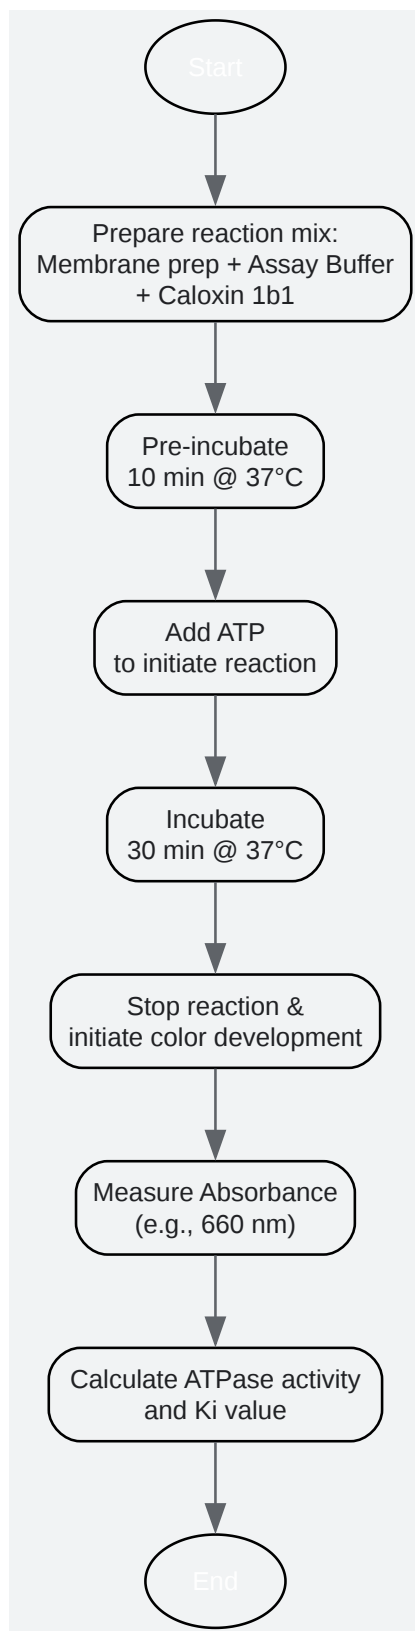 Start
Prepare reaction mix:
Membrane prep + Assay Buffer
+ Caloxin 1b1
Pre-incubate
10 min @ 37°C
Add ATP
to initiate reaction
Incubate
30 min @ 37°C
Stop reaction &
initiate color development
Measure Absorbance
(e.g., 660 nm)
Calculate ATPase activity
and Ki value
End